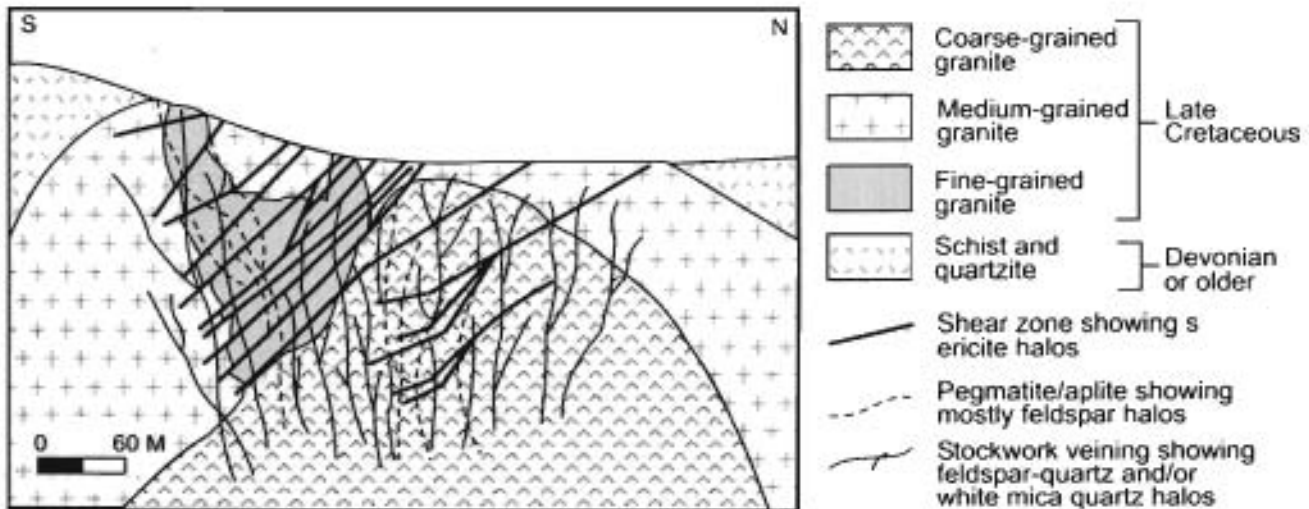 S
N
0 60 M
Coarse-grained
granite
Medium-grained
granite
Fine-grained
granite
Late
Cretaceous
Schist and
quartzite
Devonian
or older
Shear zone showing s
ericite halos
Pegmatite/aplite showing
mostly feldspar halos
Stockwork veining showing
feldspar-quartz and/or
white mica quartz halos